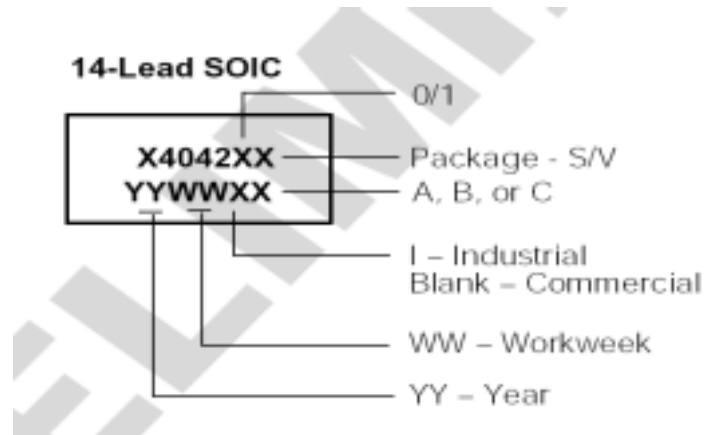 14-Lead SOIC
0/1
X4042XX
Package - S/V
YYWWXX
A, B, or C
I – Industrial
Blank – Commercial
WW – Workweek
YY – Year